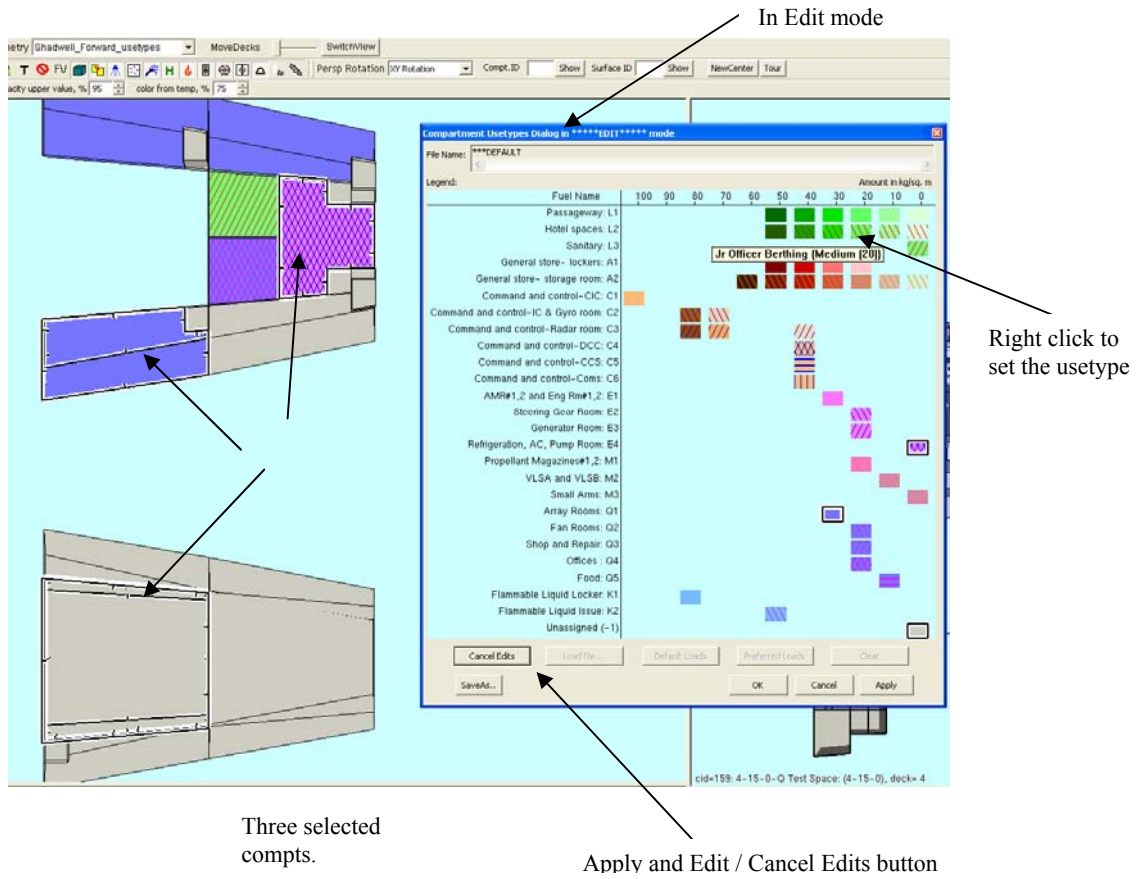 In Edit mode
metry Shadwell_Forward_usetypes MoveDecks SwitchView
T FV H Persp Rotation XY Rotation Compt.ID Show Surface ID Show NewCenter Tour
acity upper value, % 95 color from temp, % 75
Compartment Usetypes Dialog in *****EDIT***** mode
File Name: ***DEFAULT
Legend: Amount in kg/sq. m
Fuel Name 100 90 80 70 60 50 40 30 20 10 0
Passageway: L1
Hotel spaces: L2
Sanitary: L3
Jr Officer Berthing (Medium [20])
General store- lockers: A1
General store- storage room: A2
Command and control-CIC: C1
Command and control-IC & Gyro room: C2
Command and control-Radar room: C3
Command and control-DCC: C4
Command and control-CCS: C5
Command and control-Coms: C6
AMR#1,2 and Eng Rm#1,2: E1
Steering Gear Room: E2
Generator Room: E3
Refrigeration, AC, Pump Room: E4
Propellant Magazines#1,2: M1
VLSA and VLSB: M2
Small Arms: M3
Array Rooms: Q1
Fan Rooms: Q2
Shop and Repair: Q3
Offices : Q4
Food: Q5
Flammable Liquid Locker: K1
Flammable Liquid Issue: K2
Unassigned (-1)
Right click to
set the usetype
Cancel Edits Load file... Default Loads Preferred Loads Clear
SaveAs.. OK Cancel Apply
cid=159: 4-15-0-Q Test Space: (4-15-0), deck= 4
Three selected
compts.
Apply and Edit / Cancel Edits button